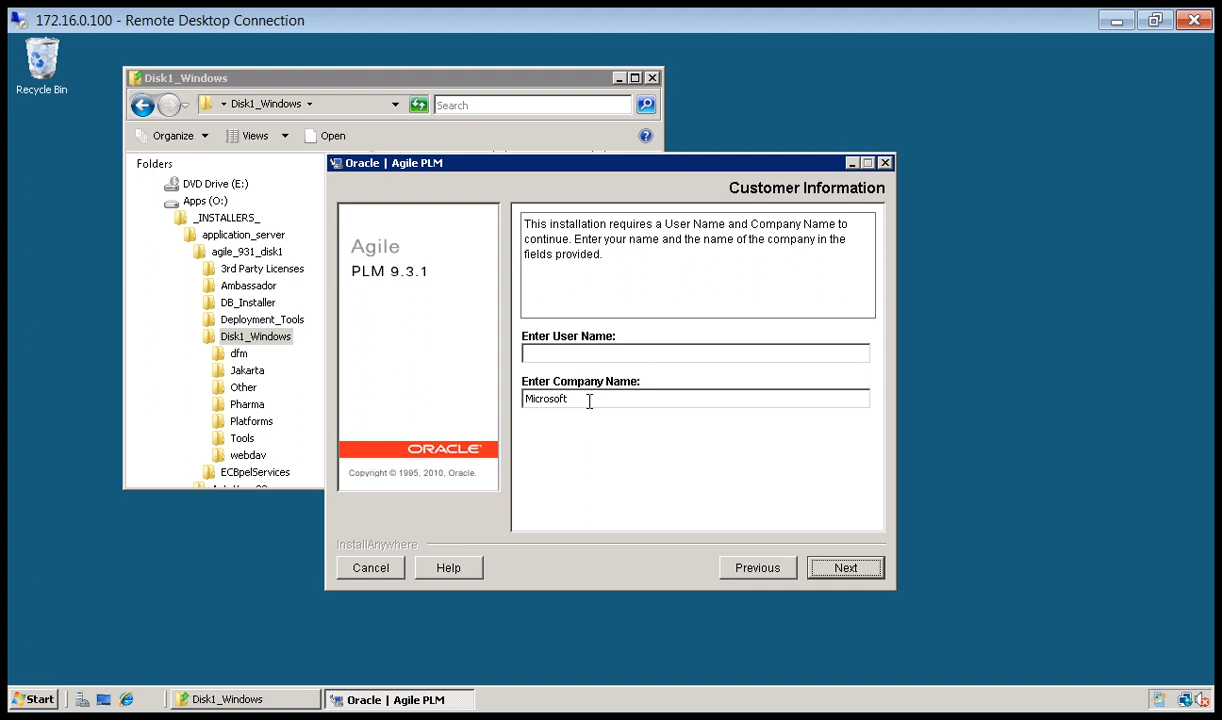 172.16.0.100 - Remote Desktop Connection
Recycle Bin
Disk1_Windows
Disk1_Windows
Search
Organize
Views
Open
Folders
DVD Drive (E:)
Apps (O:)
_INSTALLERS_
application_server
agile_931_disk1
3rd Party Licenses
Ambassador
DB_Installer
Deployment_Tools
Disk1_Windows
dfm
Jakarta
Other
Pharma
Platforms
Tools
webdav
ECBpelServices
Oracle | Agile PLM
Customer Information
Agile
PLM 9.3.1
ORACLE
Copyright © 1995, 2010, Oracle.
This installation requires a User Name and Company Name to
continue. Enter your name and the name of the company in the
fields provided.
Enter User Name:
Enter Company Name:
Microsoft
InstallAnywhere
Cancel
Help
Previous
Next
Start
Disk1_Windows
Oracle | Agile PLM